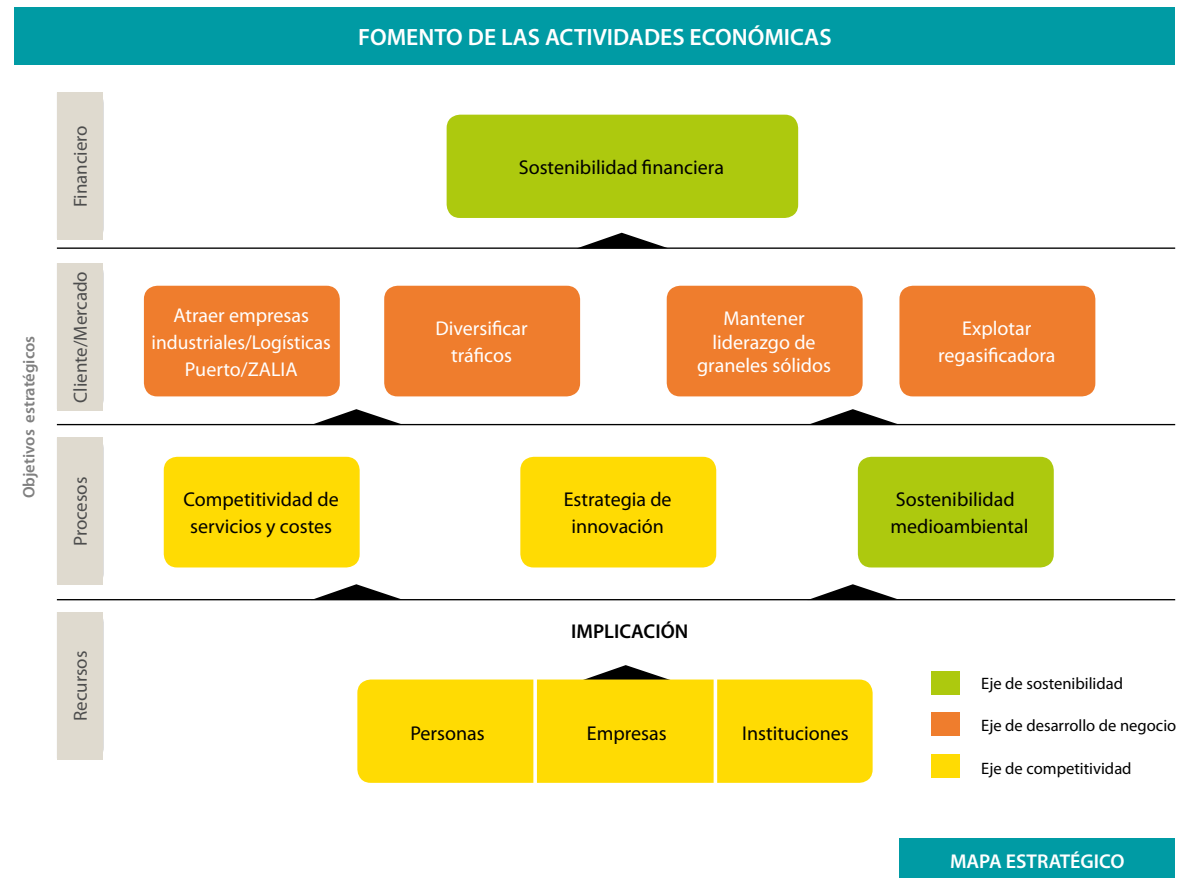 FOMENTO DE LAS ACTIVIDADES ECONÓMICAS
Objetivos estratégicos
Financiero
Sostenibilidad financiera
Cliente/Mercado
Atraer empresas
industriales/Logísticas
Puerto/ZALIA
Diversificar
tráficos
Mantener
liderazgo de
graneles sólidos
Explotar
regasificadora
Procesos
Competitividad de
servicios y costes
Estrategia de
innovación
Sostenibilidad
medioambiental
Recursos
IMPLICACIÓN
Personas
Empresas
Instituciones
Eje de sostenibilidad
Eje de desarrollo de negocio
Eje de competitividad
MAPA ESTRATÉGICO